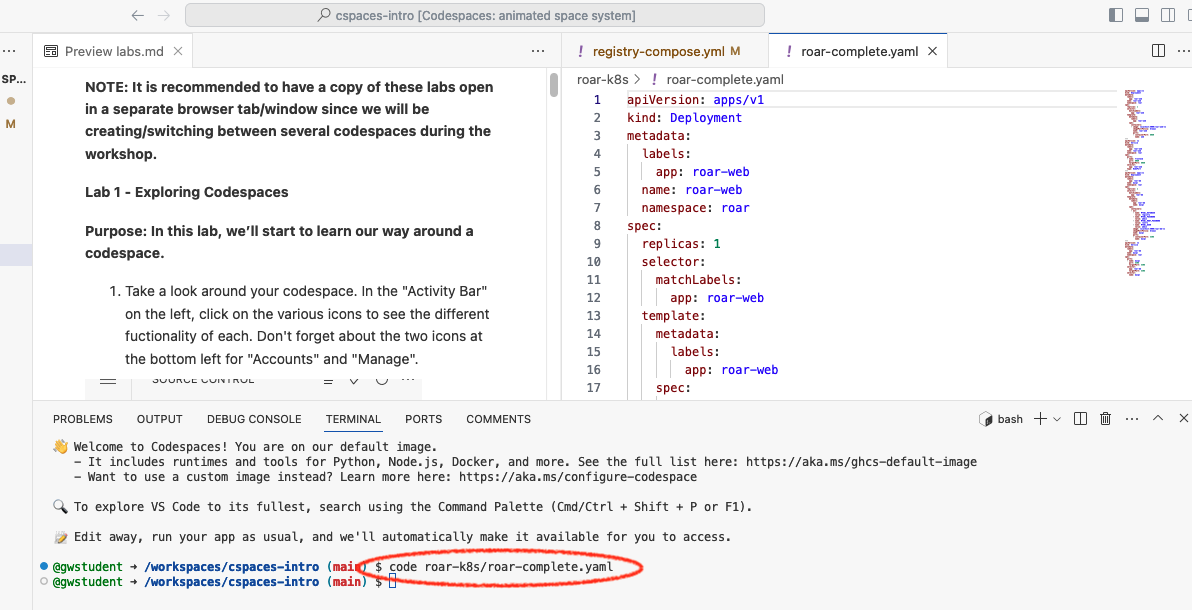 cspaces-intro [Codespaces: animated space system]
SP...
M
Preview labs.md
NOTE: It is recommended to have a copy of these labs open
in a separate browser tab/window since we will be
creating/switching between several codespaces during the
workshop.
Lab 1 - Exploring Codespaces
Purpose: In this lab, we'll start to learn our way around a
codespace.
1. Take a look around your codespace. In the "Activity Bar"
on the left, click on the various icons to see the different
fuctionality of each. Don't forget about the two icons at
the bottom left for "Accounts" and "Manage".
SOURCE CONTROL
! registry-compose.yml M
! roar-complete.yaml
roar-k8s > ! roar-complete.yaml
1 apiVersion: apps/v1
2 kind: Deployment
3 metadata:
4 labels:
5 app: roar-web
6 name: roar-web
7 namespace: roar
8 spec:
9 replicas: 1
10 selector:
11 matchLabels:
12 app: roar-web
13 template:
14 metadata:
15 labels:
16 app: roar-web
17 spec:
PROBLEMS OUTPUT DEBUG CONSOLE TERMINAL PORTS COMMENTS
bash
👋 Welcome to Codespaces! You are on our default image.
- It includes runtimes and tools for Python, Node.js, Docker, and more. See the full list here: https://aka.ms/ghcs-default-image
- Want to use a custom image instead? Learn more here: https://aka.ms/configure-codespace
🔍 To explore VS Code to its fullest, search using the Command Palette (Cmd/Ctrl + Shift + P or F1).
📝 Edit away, run your app as usual, and we'll automatically make it available for you to access.
@gwstudent → /workspaces/cspaces-intro (main) $ code roar-k8s/roar-complete.yaml
@gwstudent → /workspaces/cspaces-intro (main) $